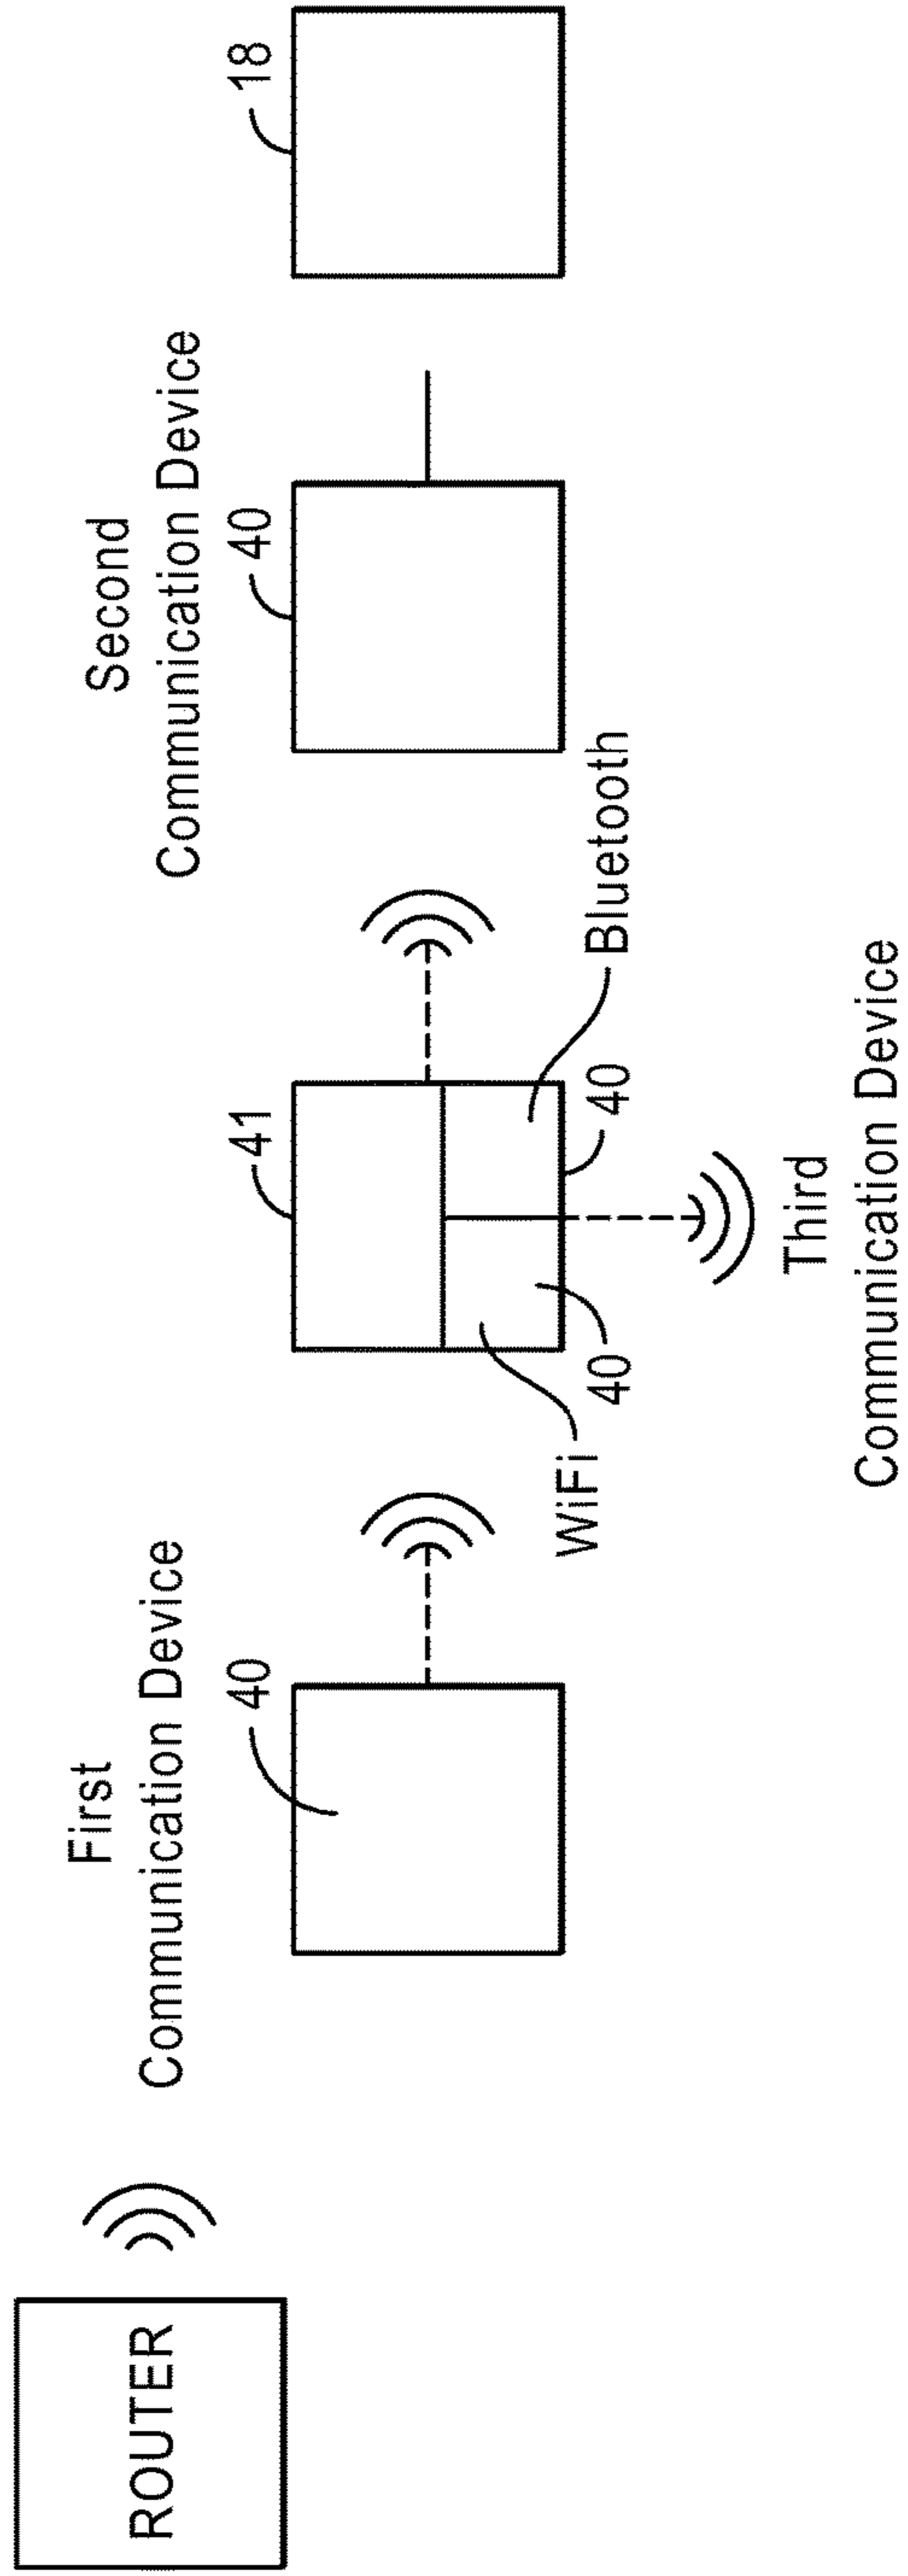 ROUTER
First
Communication Device
40
WiFi
40
41
40
Bluetooth
Third
Communication Device
Second
Communication Device
40
18